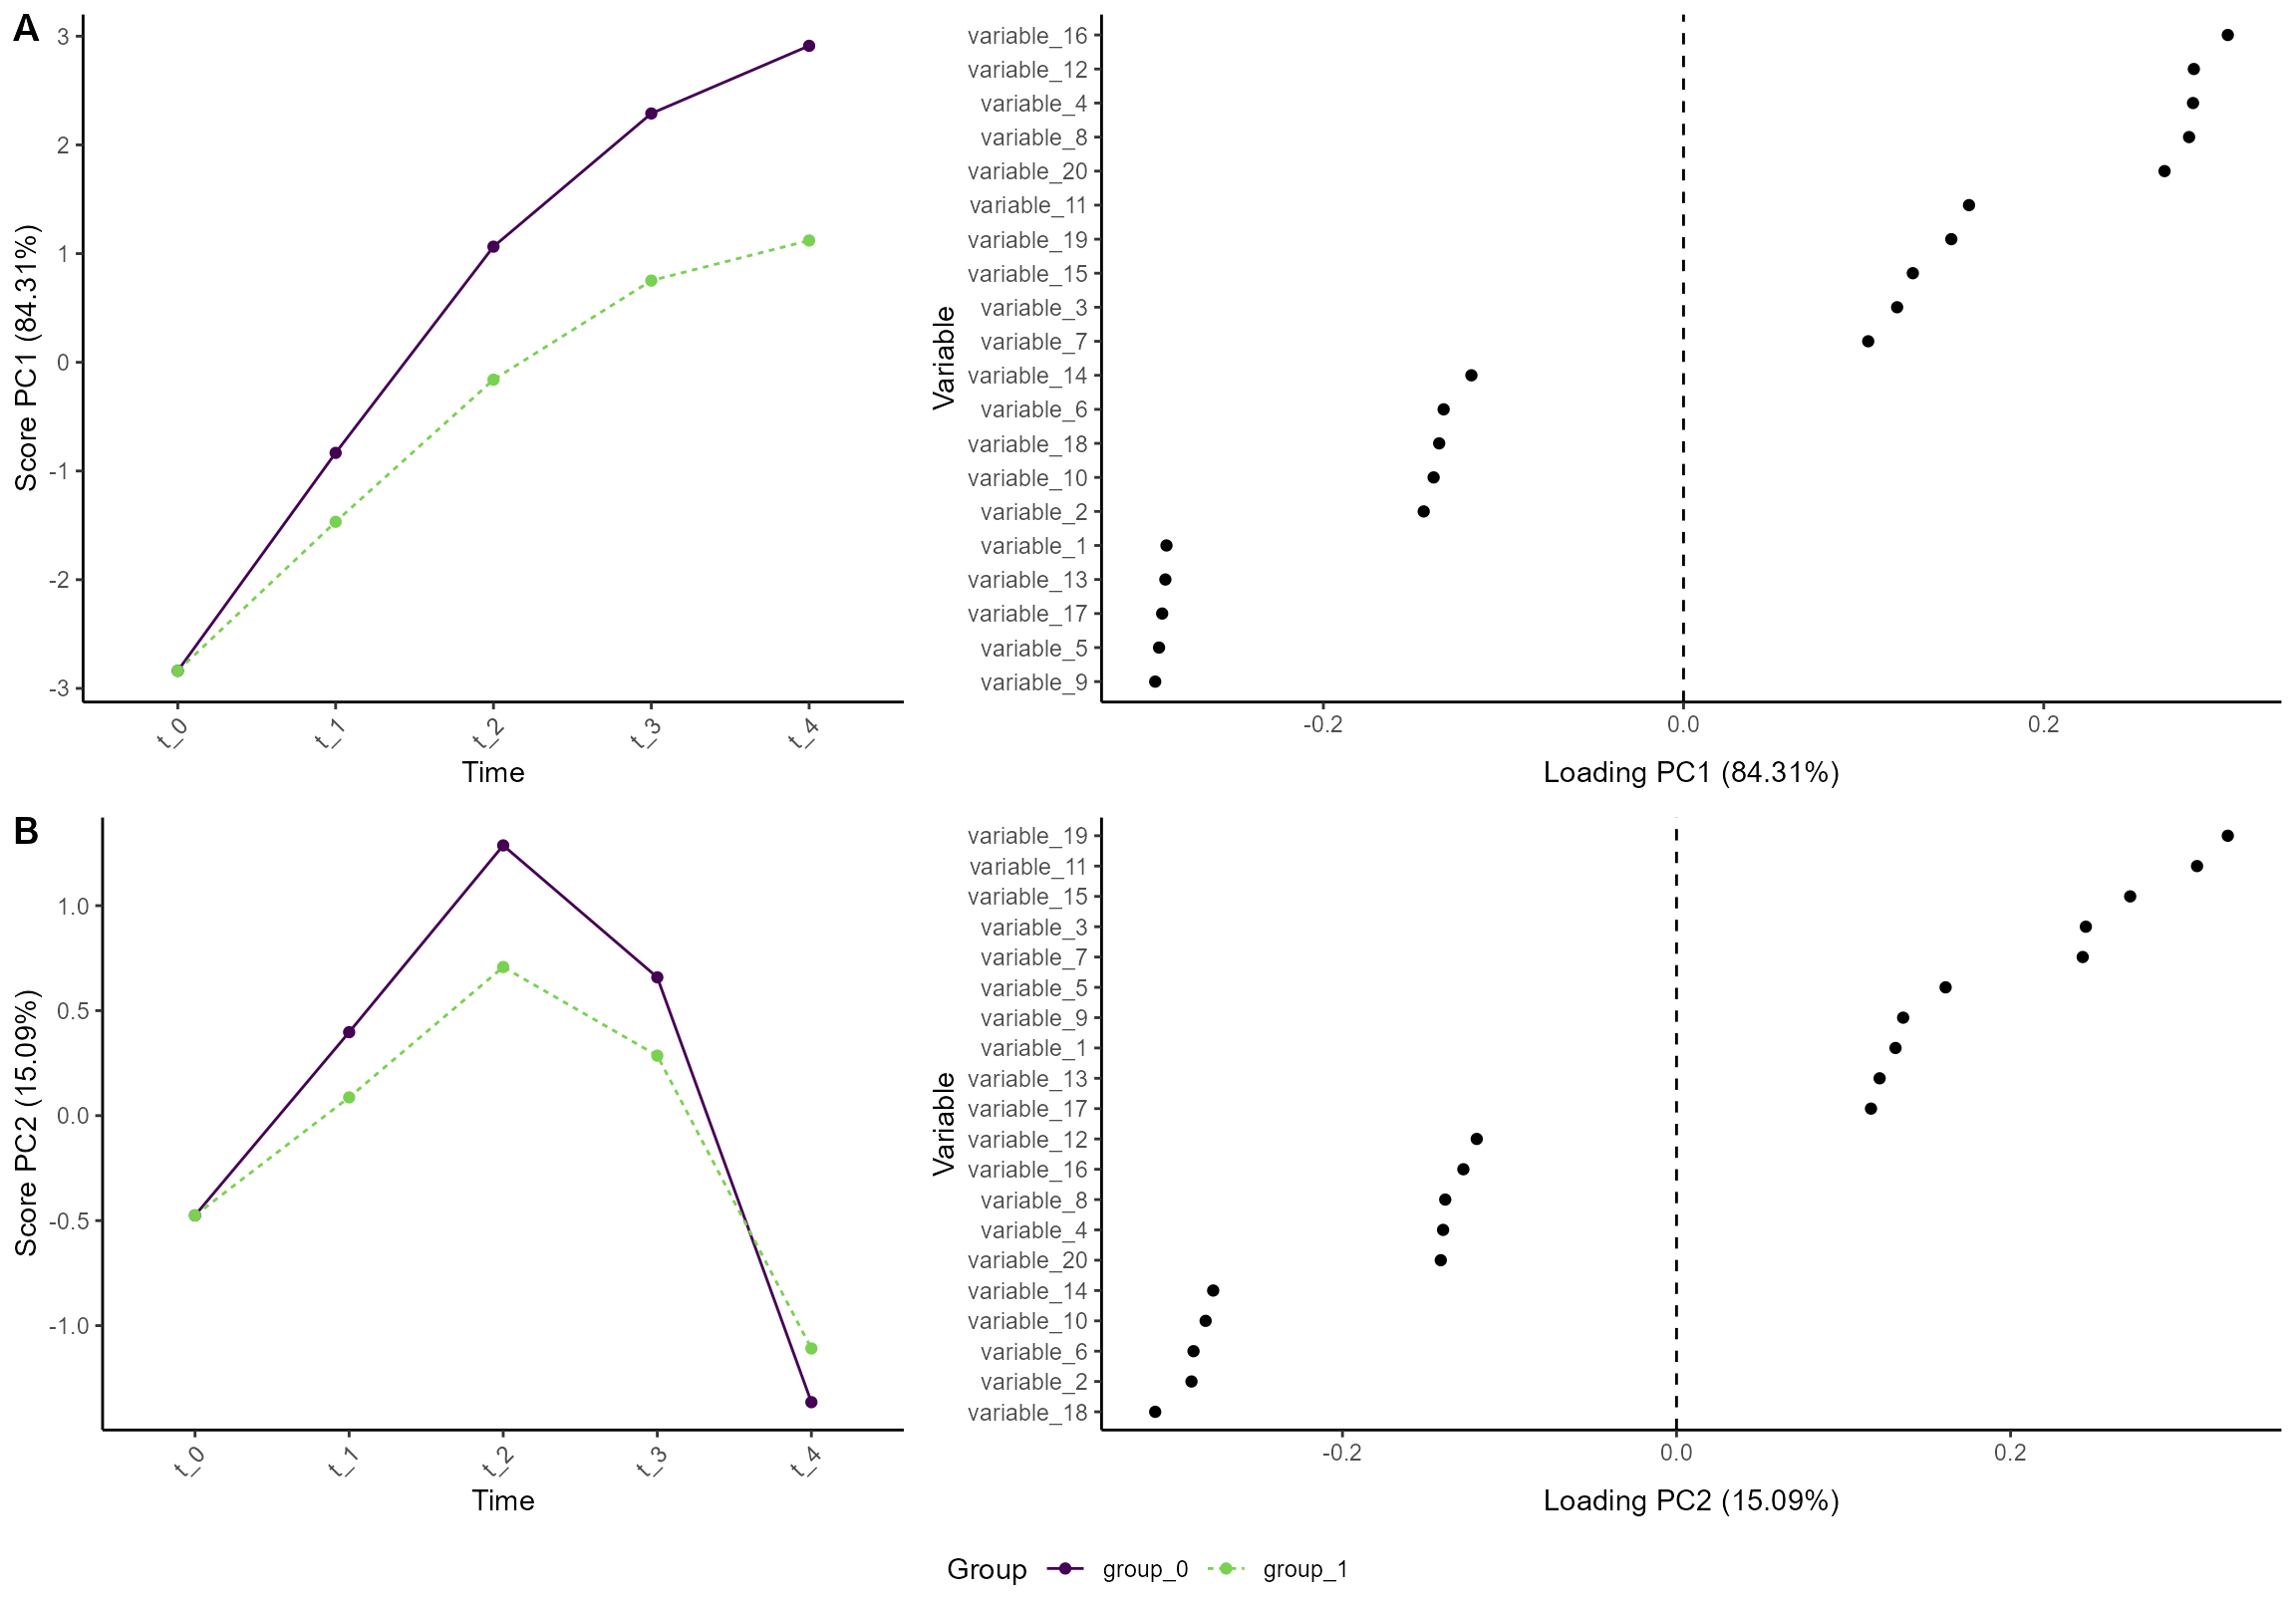 A
Score PC1 (84.31%)
3
2
1
0
-1
-2
-3
t_0 t_1 t_2 t_3 t_4
Time
Variable
variable_16
variable_12
variable_4
variable_8
variable_20
variable_11
variable_19
variable_15
variable_3
variable_7
variable_14
variable_6
variable_18
variable_10
variable_2
variable_1
variable_13
variable_17
variable_5
variable_9
-0.2 0.0 0.2
Loading PC1 (84.31%)
B
Score PC2 (15.09%)
1.0
0.5
0.0
-0.5
-1.0
t_0 t_1 t_2 t_3 t_4
Time
Variable
variable_19
variable_11
variable_15
variable_3
variable_7
variable_5
variable_9
variable_1
variable_13
variable_17
variable_12
variable_16
variable_8
variable_4
variable_20
variable_14
variable_10
variable_6
variable_2
variable_18
-0.2 0.0 0.2
Loading PC2 (15.09%)
Group group_0 group_1